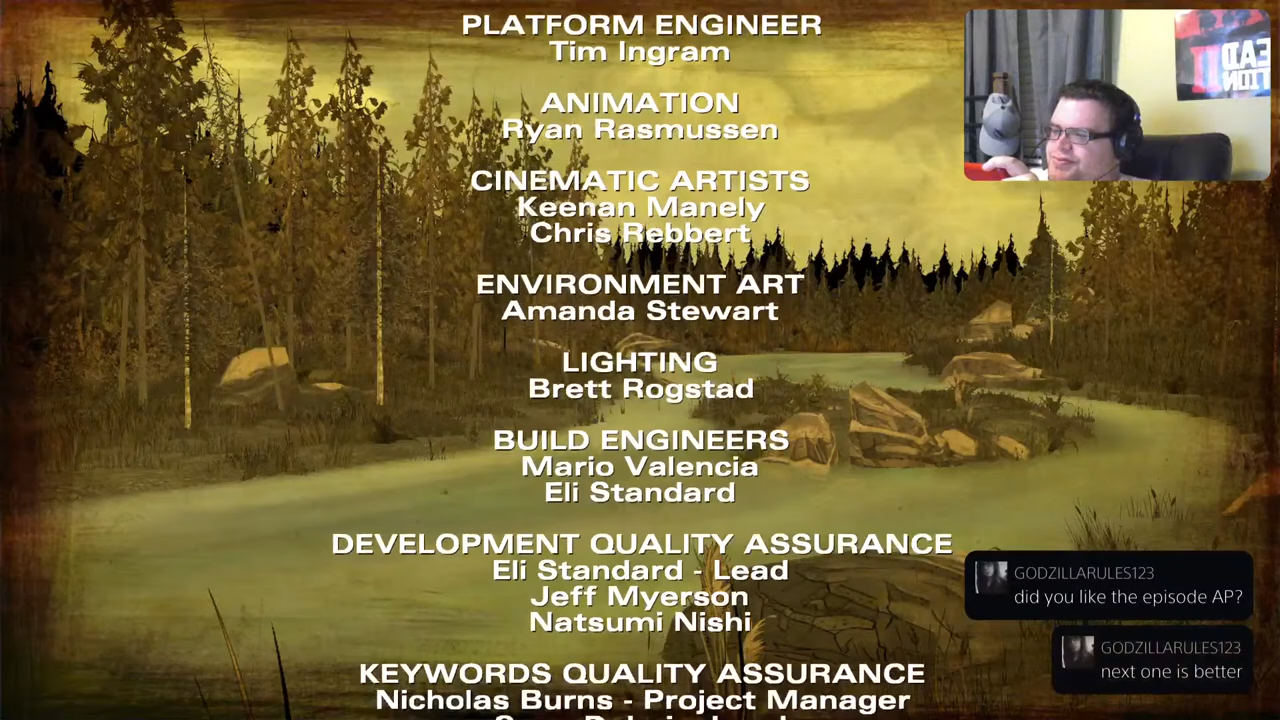 PLATFORM ENGINEER
Tim Ingram
ANIMATION
Ryan Rasmussen
CINEMATIC ARTISTS
Keenan Manely
Chris Rebbert
ENVIRONMENT ART
Amanda Stewart
LIGHTING
Brett Rogstad
BUILD ENGINEERS
Mario Valencia
Eli Standard
DEVELOPMENT QUALITY ASSURANCE
Eli Standard - Lead
Jeff Myerson
Natsumi Nishi
KEYWORDS QUALITY ASSURANCE
Nicholas Burns - Project Manager
GODZILLARULES123
did you like the episode AP?
GODZILLARULES123
next one is better